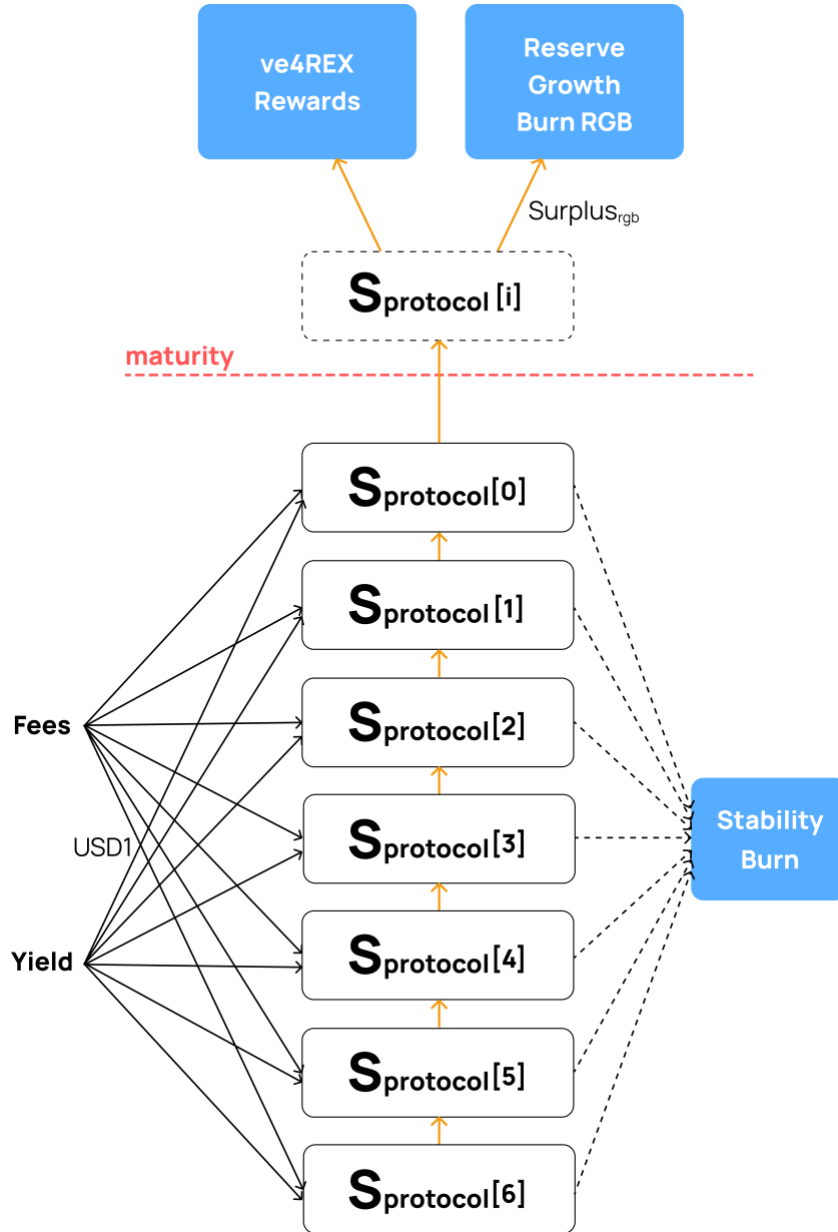 ve4REX
Rewards
Reserve
Growth
Burn RGB
Surplusrgb
Sprotocol[i]
maturity
Sprotocol[0]
Sprotocol[1]
Fees
Sprotocol[2]
USD1
Sprotocol[3]
Stability
Burn
Yield
Sprotocol[4]
Sprotocol[5]
Sprotocol[6]